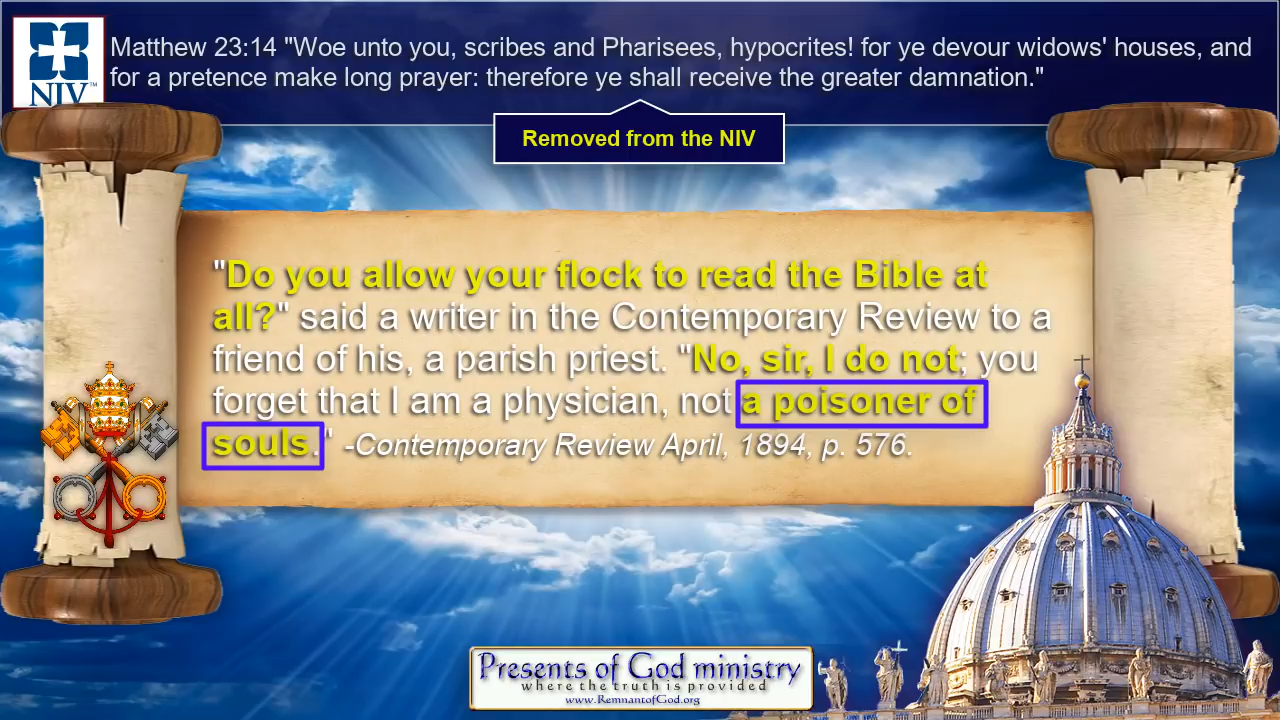 Matthew 23:14 "Woe unto you, scribes and Pharisees, hypocrites! for ye devour widows' houses, and
for a pretence make long prayer: therefore ye shall receive the greater damnation."
NIV™
Removed from the NIV
"Do you allow your flock to read the Bible at
all?" said a writer in the Contemporary Review to a
friend of his, a parish priest. "No, sir, I do not; you
forget that I am a physician, not a poisoner of
souls." -Contemporary Review April, 1894, p. 576.
Presents of God ministry
where the truth is provided
www.RemnantofGod.org